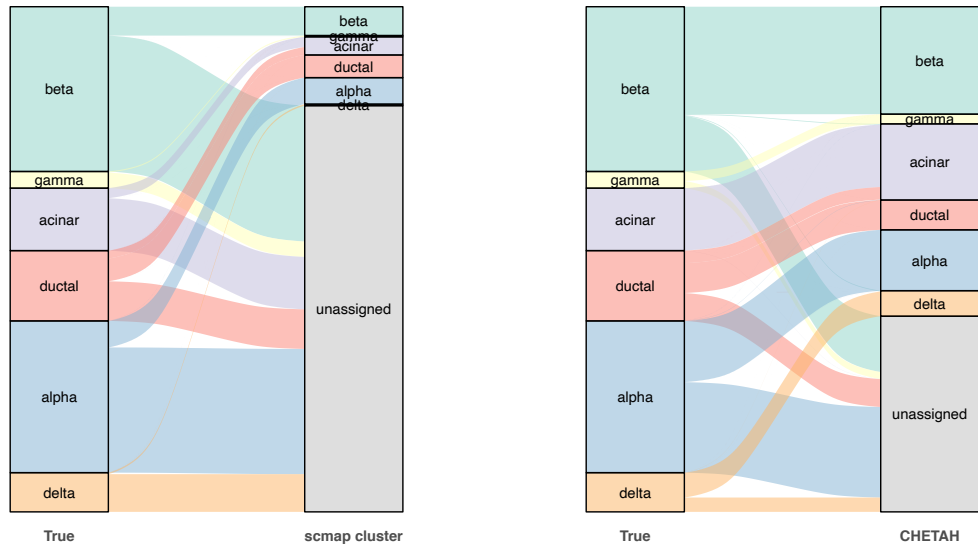 beta
gamma
acinar
ductal
alpha
delta
True
beta
gamma
acinar
ductal
alpha
delta
unassigned
scmap cluster
beta
gamma
acinar
ductal
alpha
delta
True
beta
gamma
acinar
ductal
alpha
delta
unassigned
CHETAH